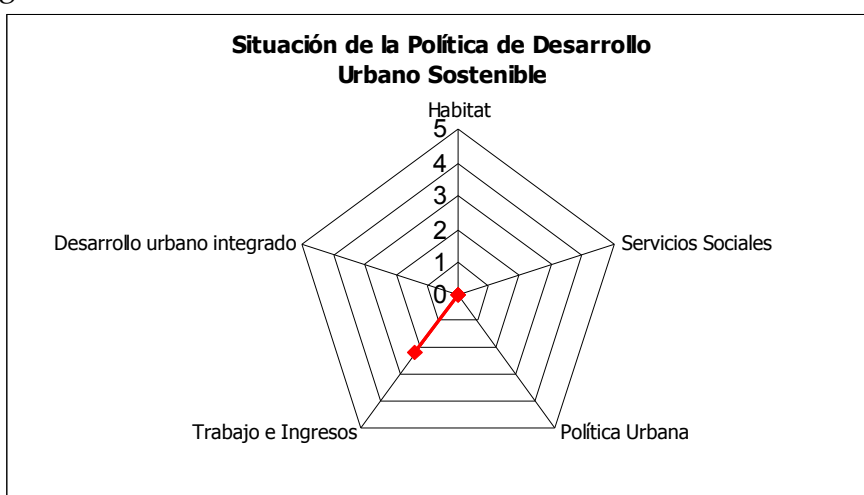 Situación de la Política de Desarrollo
Urbano Sostenible
Habitat
5
4
3
2
1
0
Desarrollo urbano integrado
Servicios Sociales
Trabajo e Ingresos
Política Urbana